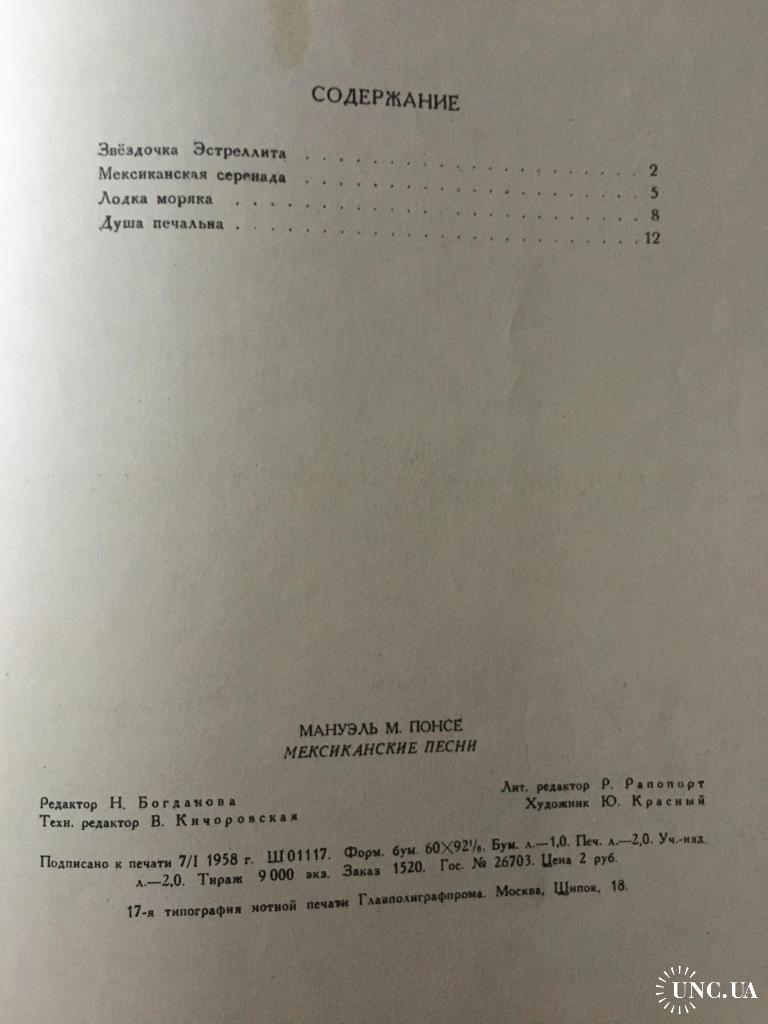 СОДЕРЖАНИЕ
Звёздочка Эстреллита . . . . . . . . . . . . . . . . . . 2
Мексиканская серенада . . . . . . . . . . . . . . . . . . 5
Лодка моряка . . . . . . . . . . . . . . . . . . . . . 8
Душа печальна . . . . . . . . . . . . . . . . . . . . . 12
МАНУЭЛЬ М. ПОНСЕ
МЕКСИКАНСКИЕ ПЕСНИ
Редактор Н. Богданова Лит. редактор Р. Рапопорт
Техн. редактор В. Кичоровская Художник Ю. Красный
Подписано к печати 7/I 1958 г. Ш 01117. Форм. бум. 60×92⅛. Бум. л.—1,0. Печ. л.—2,0. Уч.-изд.
л.—2,0. Тираж 9 000 экз. Заказ 1520. Гос. № 26703. Цена 2 руб.
17-я типография нотной печати Главполиграфпрома. Москва, Щипок, 18.
UNC.UA